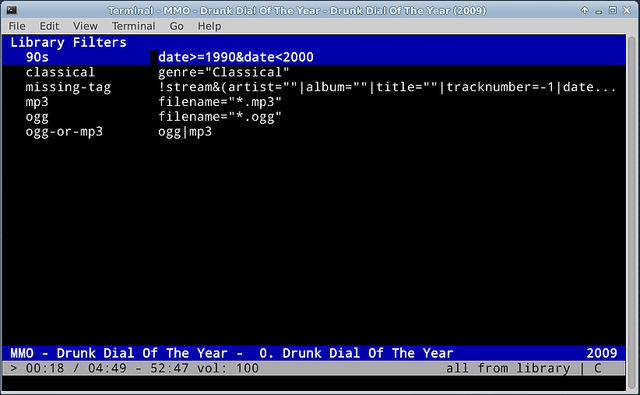 Terminal - MMO - Drunk Dial Of The Year - Drunk Dial Of The Year (2009)
File Edit View Terminal Go Help
Library Filters
90s date>=1990&date<2000
classical genre="Classical"
missing-tag !stream&(artist=""|album=""|title=""|tracknumber=-1|date...
mp3 filename="*.mp3"
ogg filename="*.ogg"
ogg-or-mp3 ogg|mp3
MMO - Drunk Dial Of The Year - 0. Drunk Dial Of The Year 2009
> 00:18 / 04:49 - 52:47 vol: 100 all from library | C